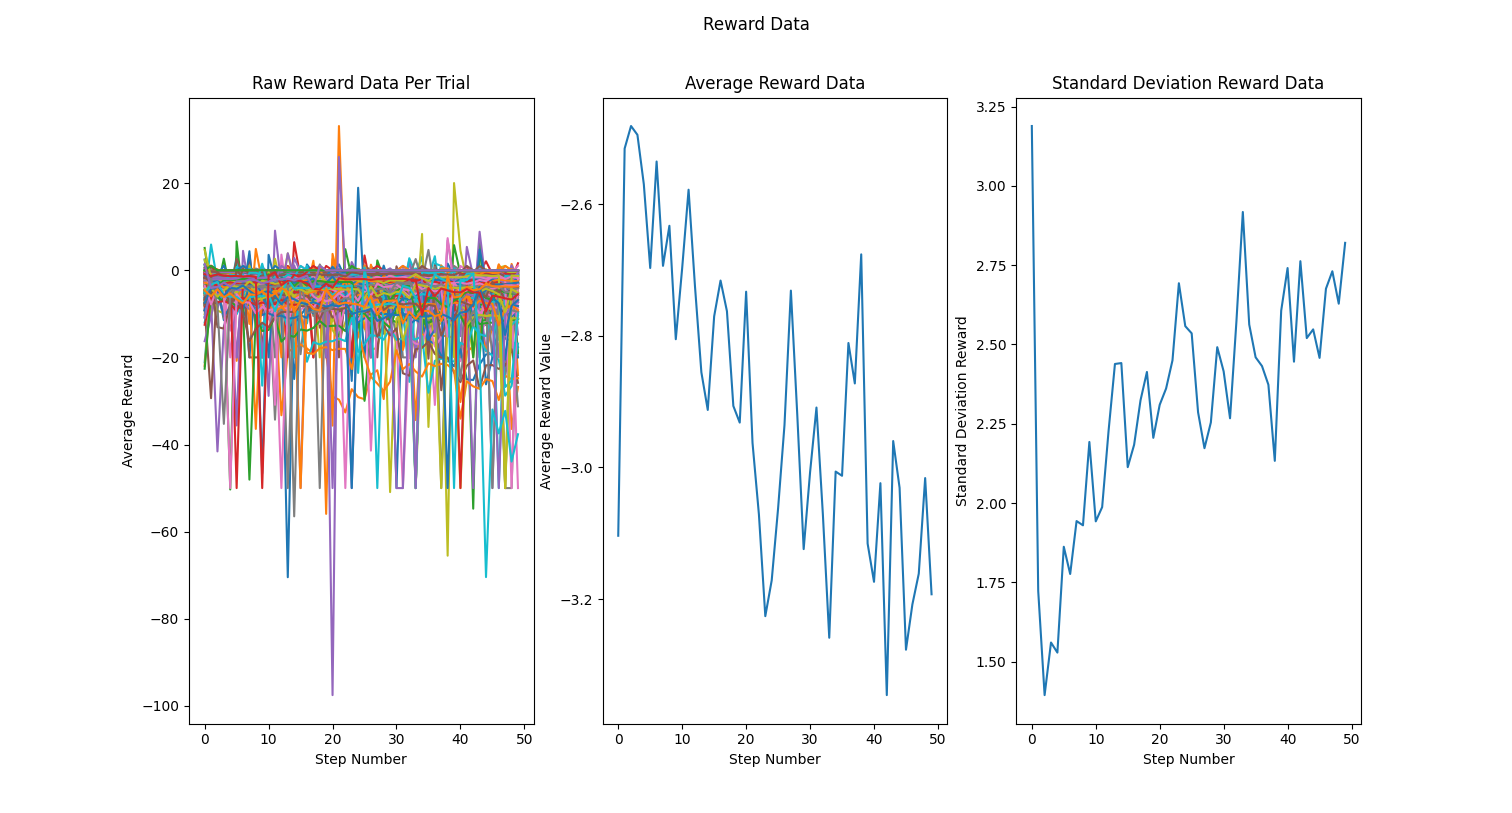 Reward Data
Raw Reward Data Per Trial
Average Reward
20
0
−20
−40
−60
−80
−100
0 10 20 30 40 50
Step Number
Average Reward Data
Average Reward Value
−2.6
−2.8
−3.0
−3.2
0 10 20 30 40 50
Step Number
Standard Deviation Reward Data
Standard Deviation Reward
3.25
3.00
2.75
2.50
2.25
2.00
1.75
1.50
0 10 20 30 40 50
Step Number